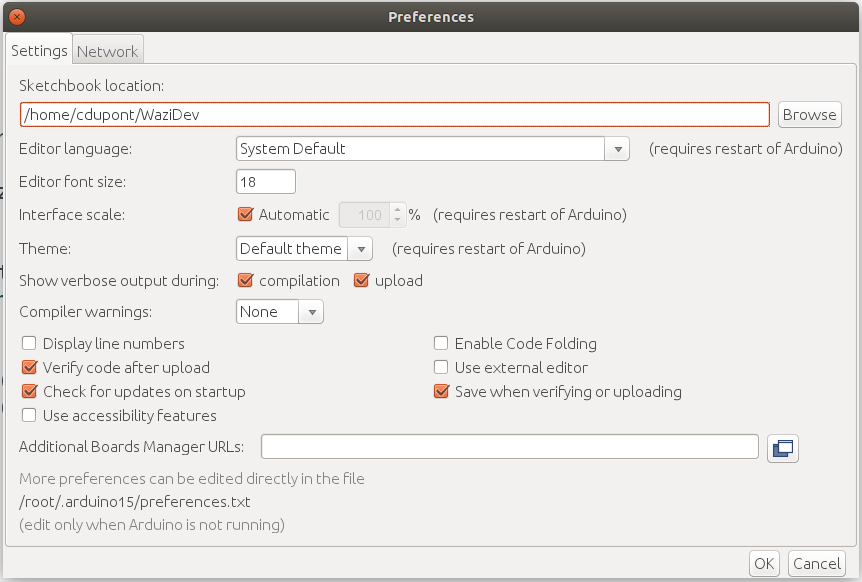 Preferences
Settings Network
Sketchbook location:
/home/cdupont/WaziDev Browse
Editor language: System Default (requires restart of Arduino)
Editor font size: 18
Interface scale: Automatic 100 % (requires restart of Arduino)
Theme: Default theme (requires restart of Arduino)
Show verbose output during: compilation upload
Compiler warnings: None
Display line numbers Enable Code Folding
Verify code after upload Use external editor
Check for updates on startup Save when verifying or uploading
Use accessibility features
Additional Boards Manager URLs:
More preferences can be edited directly in the file
/root/.arduino15/preferences.txt
(edit only when Arduino is not running)
OK Cancel